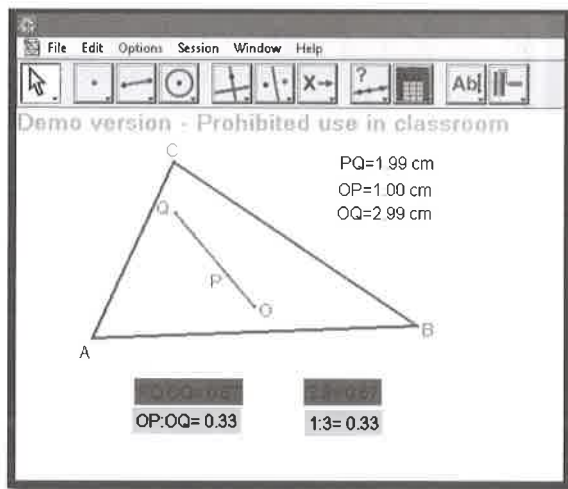 File Edit Options Session Window Help
? X Ab
Demo version - Prohibited use in classroom
C
PQ=1.99 cm
OP=1.00 cm
OQ=2.99 cm
Q
P
O
B
A
OP:OQ= 0.33
1:3= 0.33